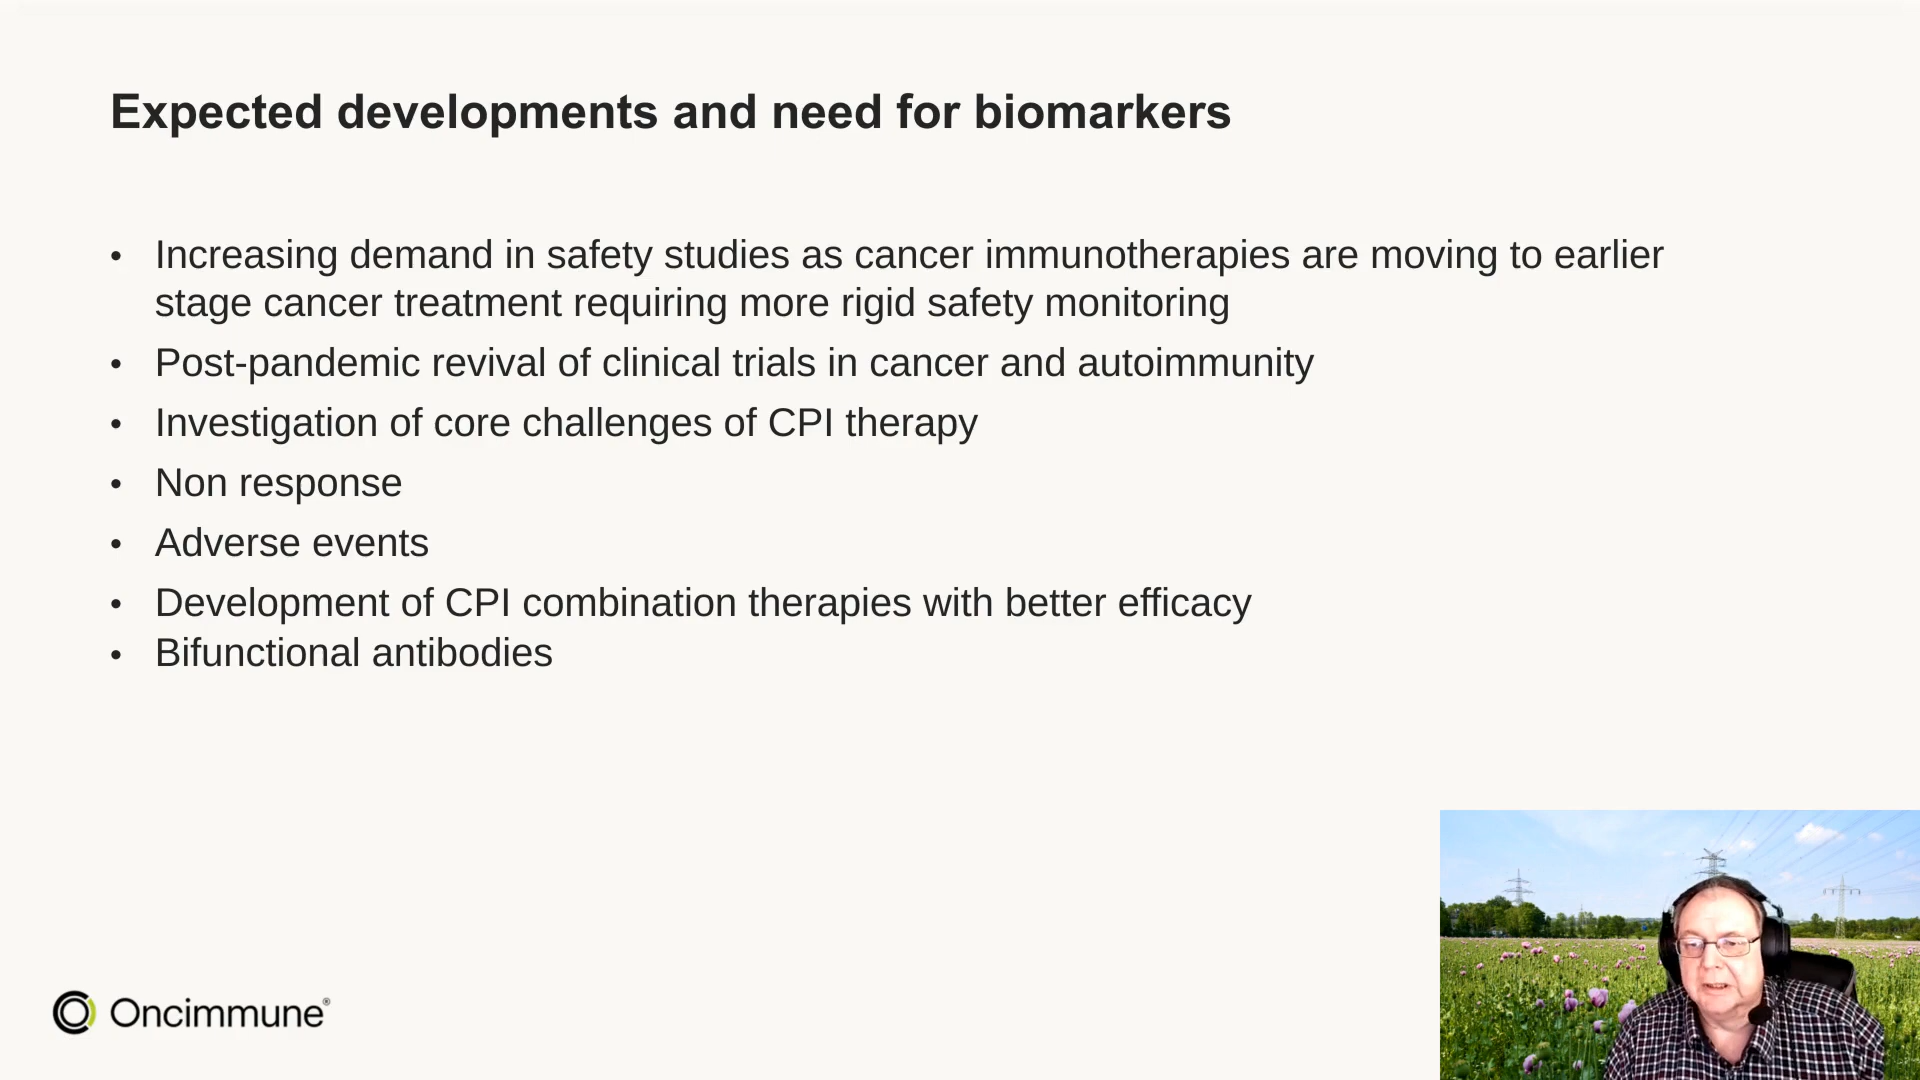 Expected developments and need for biomarkers
• Increasing demand in safety studies as cancer immunotherapies are moving to earlier
stage cancer treatment requiring more rigid safety monitoring
• Post-pandemic revival of clinical trials in cancer and autoimmunity
• Investigation of core challenges of CPI therapy
• Non response
• Adverse events
• Development of CPI combination therapies with better efficacy
• Bifunctional antibodies
Oncimmune®